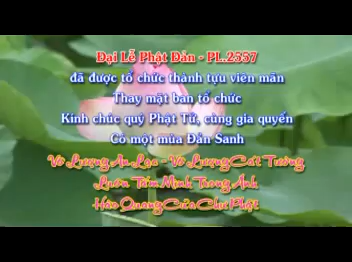 Đại Lễ Phật Đản - PL.2557
đã được tổ chức thành tựu viên mãn
Thay mặt ban tổ chức
Kính chúc quý Phật Tử, cùng gia quyến
Có một mùa Đản Sanh
Vô Lượng An Lạc - Vô Lượng Cát Tường
Luôn Tắm Mình Trong Ánh
Hào Quang Của Chư Phật